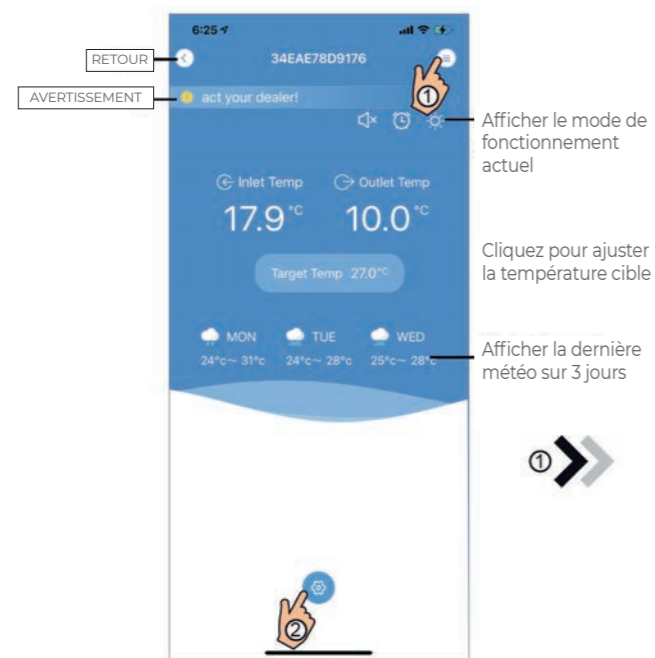 6:25
RETOUR
34EAE78D9176
AVERTISSEMENT
act your dealer!
①
Afficher le mode de
fonctionnement
actuel
Inlet Temp
Outlet Temp
17.9°C
10.0°C
Cliquez pour ajuster
la température cible
Target Temp 27.0°C
MON
TUE
WED
24°c~ 31°c
24°c~ 28°c
25°c~ 28°c
Afficher la dernière
météo sur 3 jours
①
②